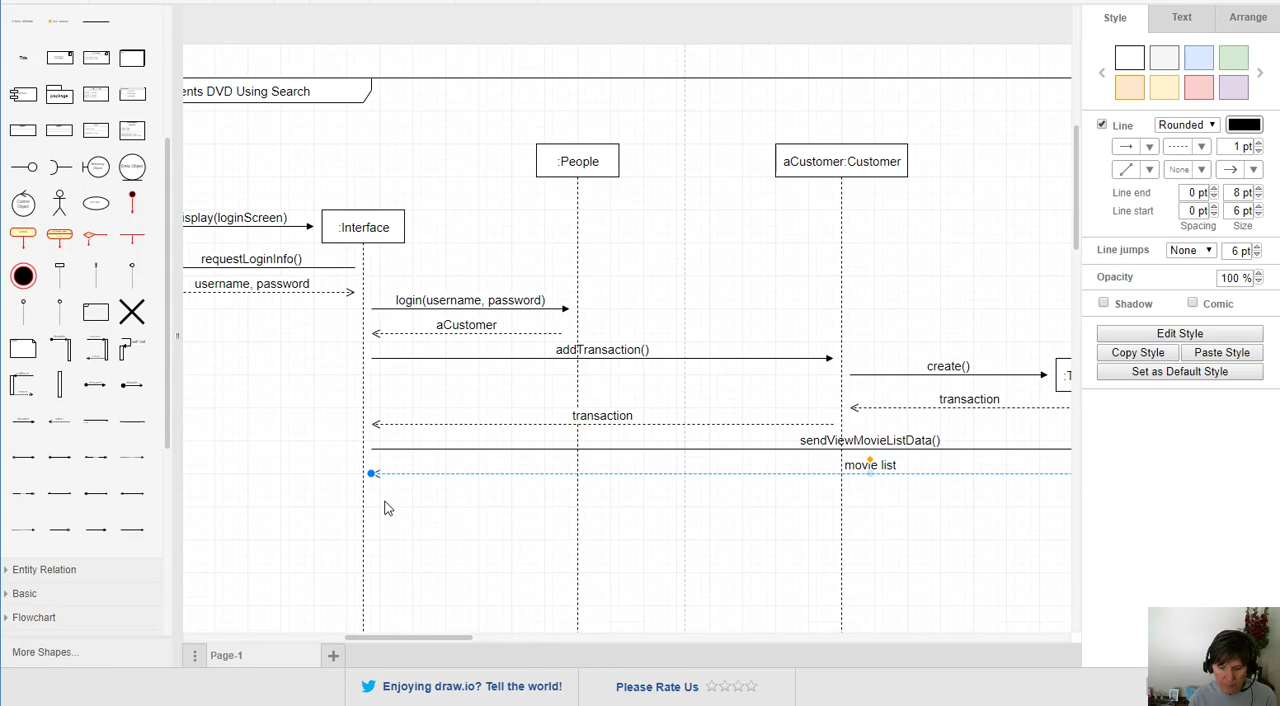 Title
package
ents DVD Using Search
:People
aCustomer:Customer
isplay(loginScreen)
:Interface
requestLoginInfo()
username, password
login(username, password)
aCustomer
addTransaction()
create()
:T
transaction
transaction
sendViewMovieListData()
movie list
Entity Relation
Basic
Flowchart
More Shapes...
Page-1
Enjoying draw.io? Tell the world!
Please Rate Us
Style
Text
Arrange
Line
Rounded
1 pt
None
Line end
0 pt
8 pt
Line start
0 pt
6 pt
Spacing
Size
Line jumps
None
6 pt
Opacity
100 %
Shadow
Comic
Edit Style
Copy Style
Paste Style
Set as Default Style